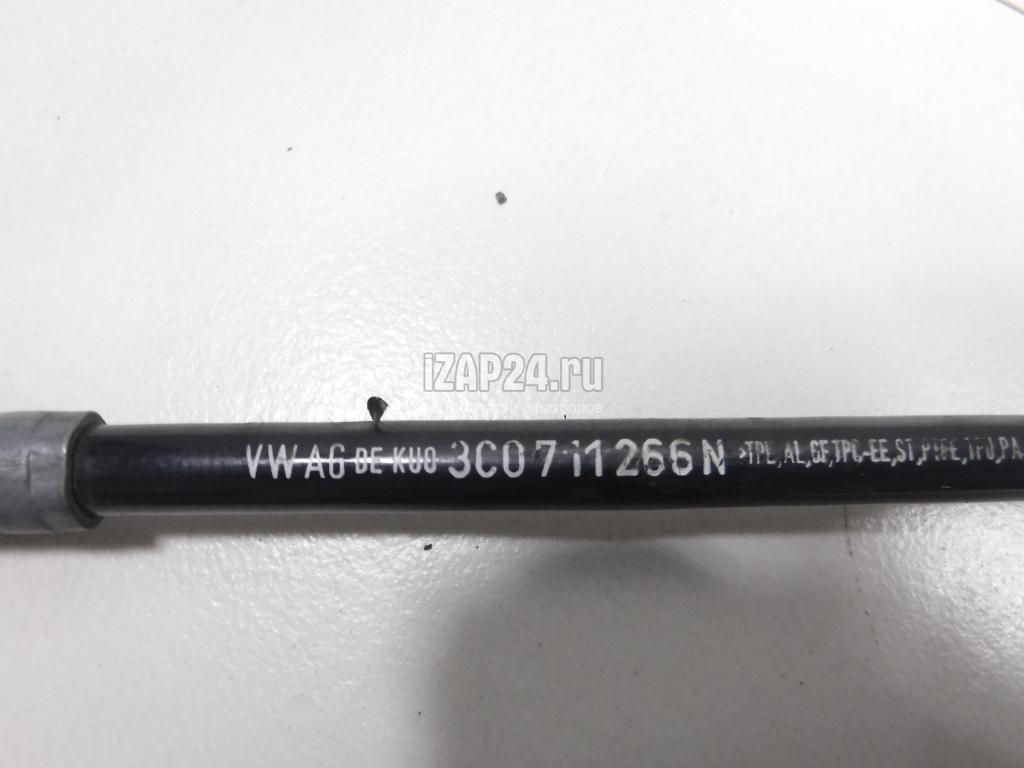 iZAP24.ru
VW AG DE-KUO 3C0 711 266 N >TPE,AL,GF,TPC-EE,ST,PTFE,TPU,PA